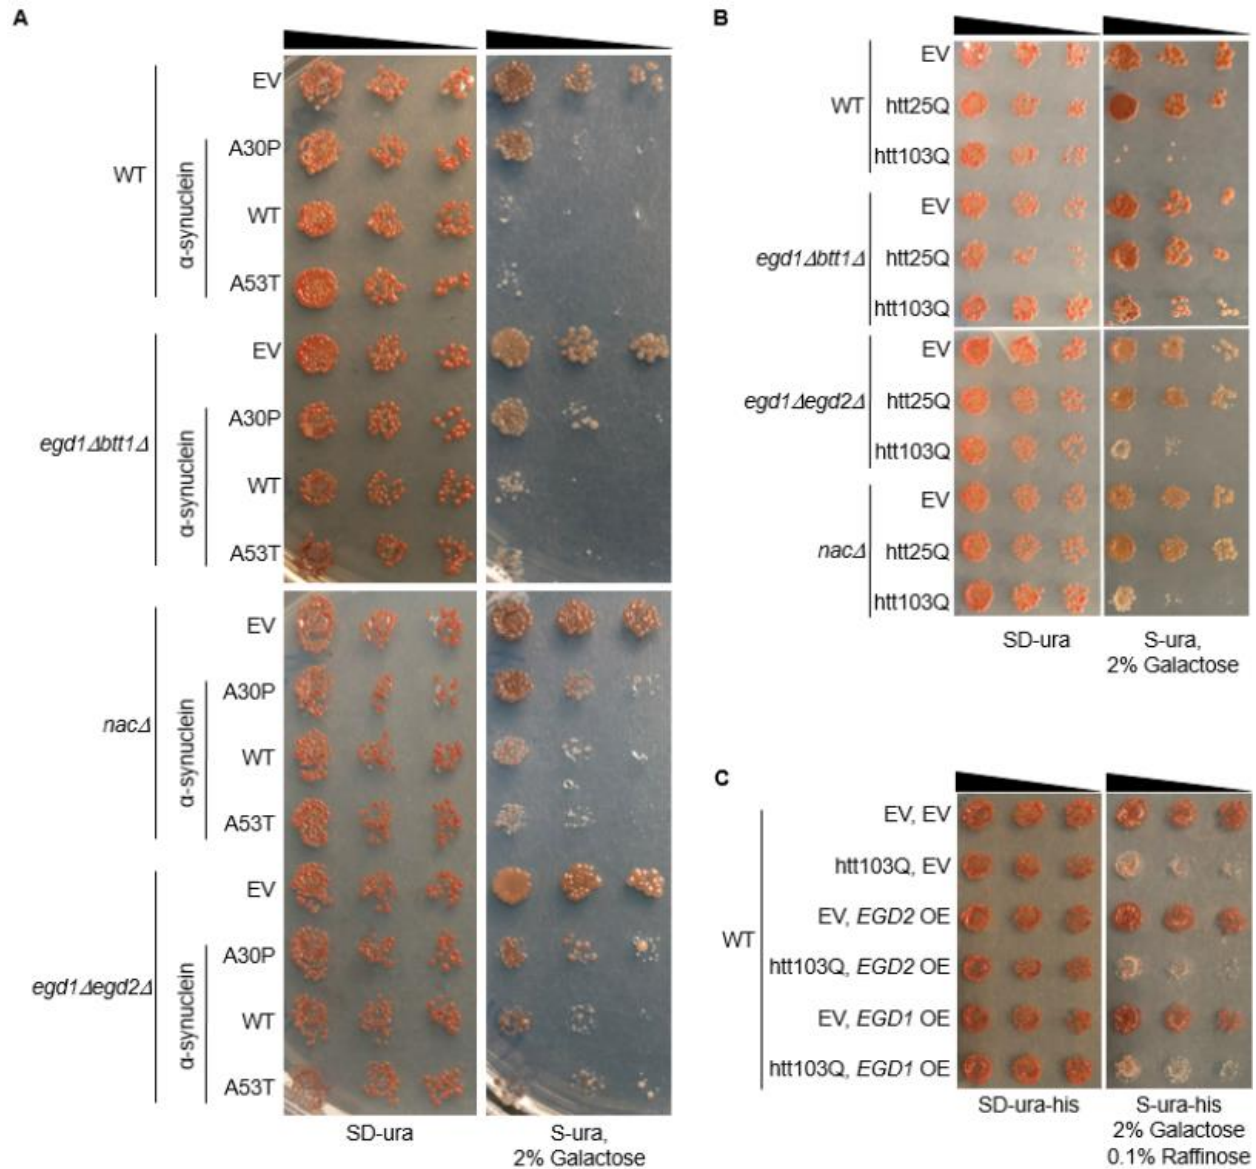 A
WT
α-synuclein
EV
A30P
WT
A53T
egd1Δbtt1Δ
α-synuclein
EV
A30P
WT
A53T
nacΔ
α-synuclein
EV
A30P
WT
A53T
egd1Δegd2Δ
α-synuclein
EV
A30P
WT
A53T
SD-ura
S-ura,
2% Galactose
B
WT
EV
htt25Q
htt103Q
egd1Δbtt1Δ
EV
htt25Q
htt103Q
egd1Δegd2Δ
EV
htt25Q
htt103Q
nacΔ
EV
htt25Q
htt103Q
SD-ura
S-ura,
2% Galactose
C
WT
EV, EV
htt103Q, EV
EV, EGD2 OE
htt103Q, EGD2 OE
EV, EGD1 OE
htt103Q, EGD1 OE
SD-ura-his
S-ura-his
2% Galactose
0.1% Raffinose